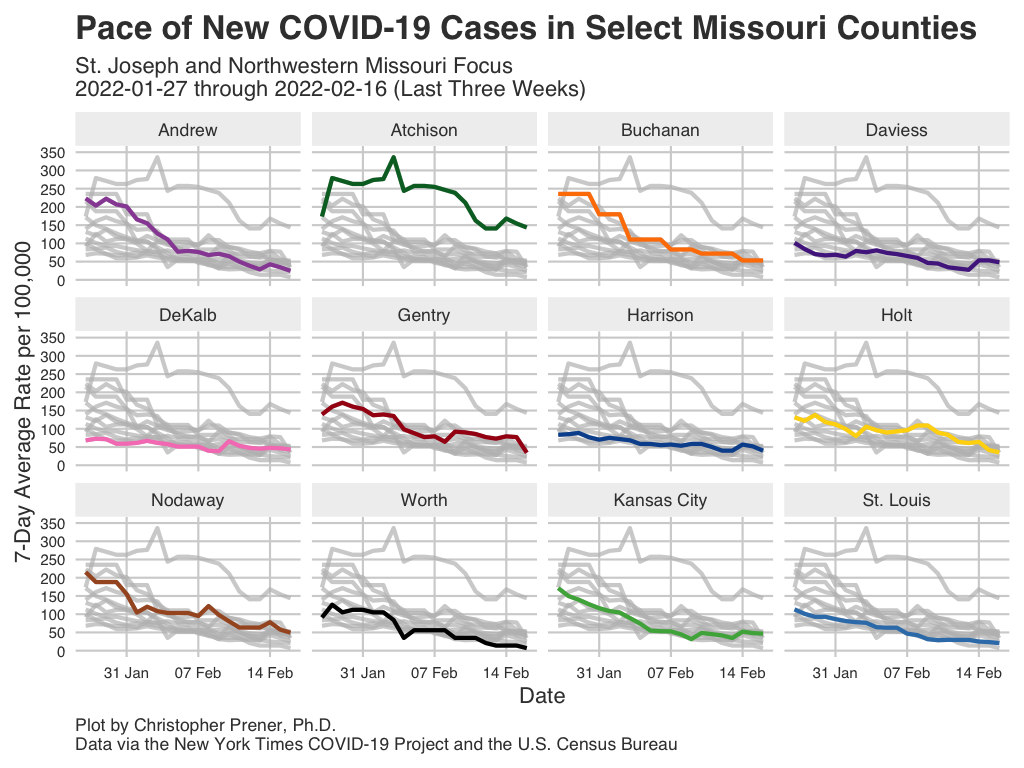 Pace of New COVID-19 Cases in Select Missouri Counties
St. Joseph and Northwestern Missouri Focus
2022-01-27 through 2022-02-16 (Last Three Weeks)
7-Day Average Rate per 100,000
Andrew Atchison Buchanan Daviess
350
300
250
200
150
100
50
0
DeKalb Gentry Harrison Holt
350
300
250
200
150
100
50
0
Nodaway Worth Kansas City St. Louis
350
300
250
200
150
100
50
0
31 Jan 07 Feb 14 Feb 31 Jan 07 Feb 14 Feb 31 Jan 07 Feb 14 Feb 31 Jan 07 Feb 14 Feb
Date
Plot by Christopher Prener, Ph.D.
Data via the New York Times COVID-19 Project and the U.S. Census Bureau